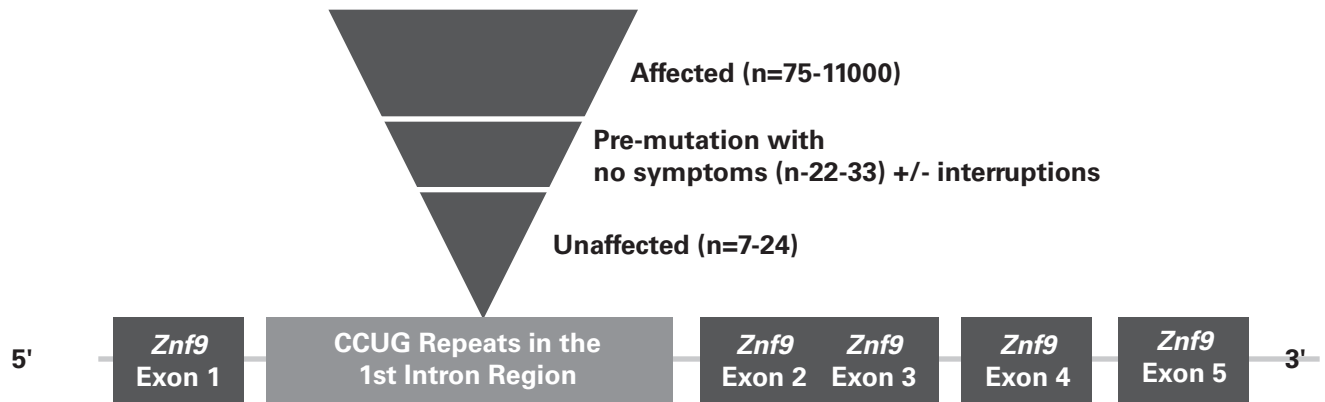 Affected (n=75-11000)
Pre-mutation with
no symptoms (n-22-33) +/- interruptions
Unaffected (n=7-24)
5'
Znf9
Exon 1
CCUG Repeats in the
1st Intron Region
Znf9
Exon 2
Znf9
Exon 3
Znf9
Exon 4
Znf9
Exon 5
3'